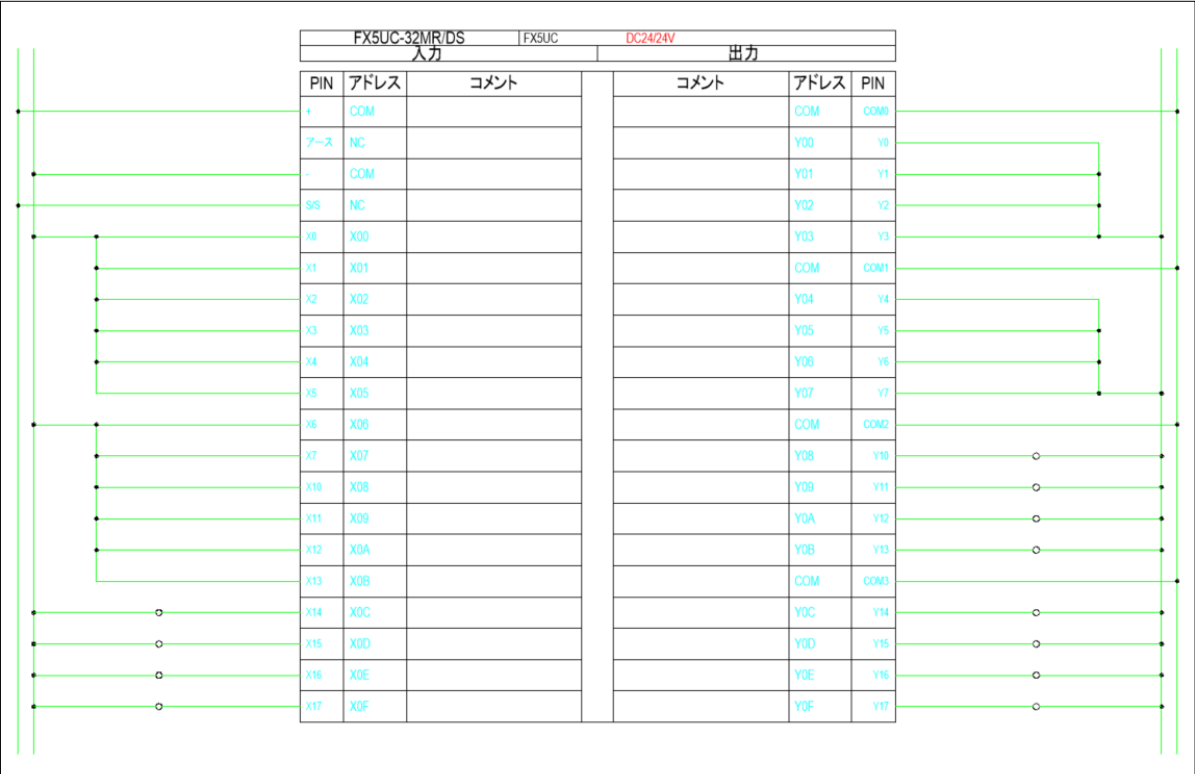 FX5UC-32MR/DS FX5UC DC24/24V
入力 出力
PIN アドレス コメント コメント アドレス PIN
+ COM COM COM0
アース NC Y00 Y0
- COM Y01 Y1
S/S NC Y02 Y2
X0 X00 Y03 Y3
X1 X01 COM COM1
X2 X02 Y04 Y4
X3 X03 Y05 Y5
X4 X04 Y06 Y6
X5 X05 Y07 Y7
X6 X06 COM COM2
X7 X07 Y08 Y10
X10 X08 Y09 Y11
X11 X09 Y0A Y12
X12 X0A Y0B Y13
X13 X0B COM COM3
X14 X0C Y0C Y14
X15 X0D Y0D Y15
X16 X0E Y0E Y16
X17 X0F Y0F Y17